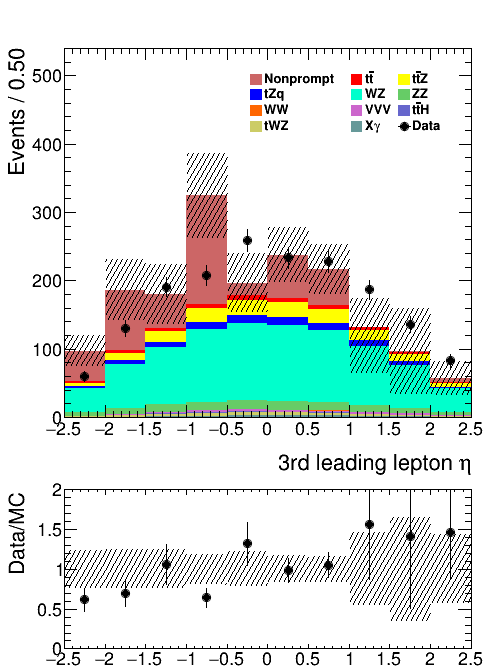 Events / 0.50
500
400
300
200
100
0
Nonprompt tt̄ tt̄Z
tZq WZ ZZ
WW VVV tt̄H
tWZ Xγ Data
−2.5 −2 −1.5 −1 −0.5 0 0.5 1 1.5 2 2.5
3rd leading lepton η
Data/MC
2
1.5
1
0.5
0
−2.5 −2 −1.5 −1 −0.5 0 0.5 1 1.5 2 2.5